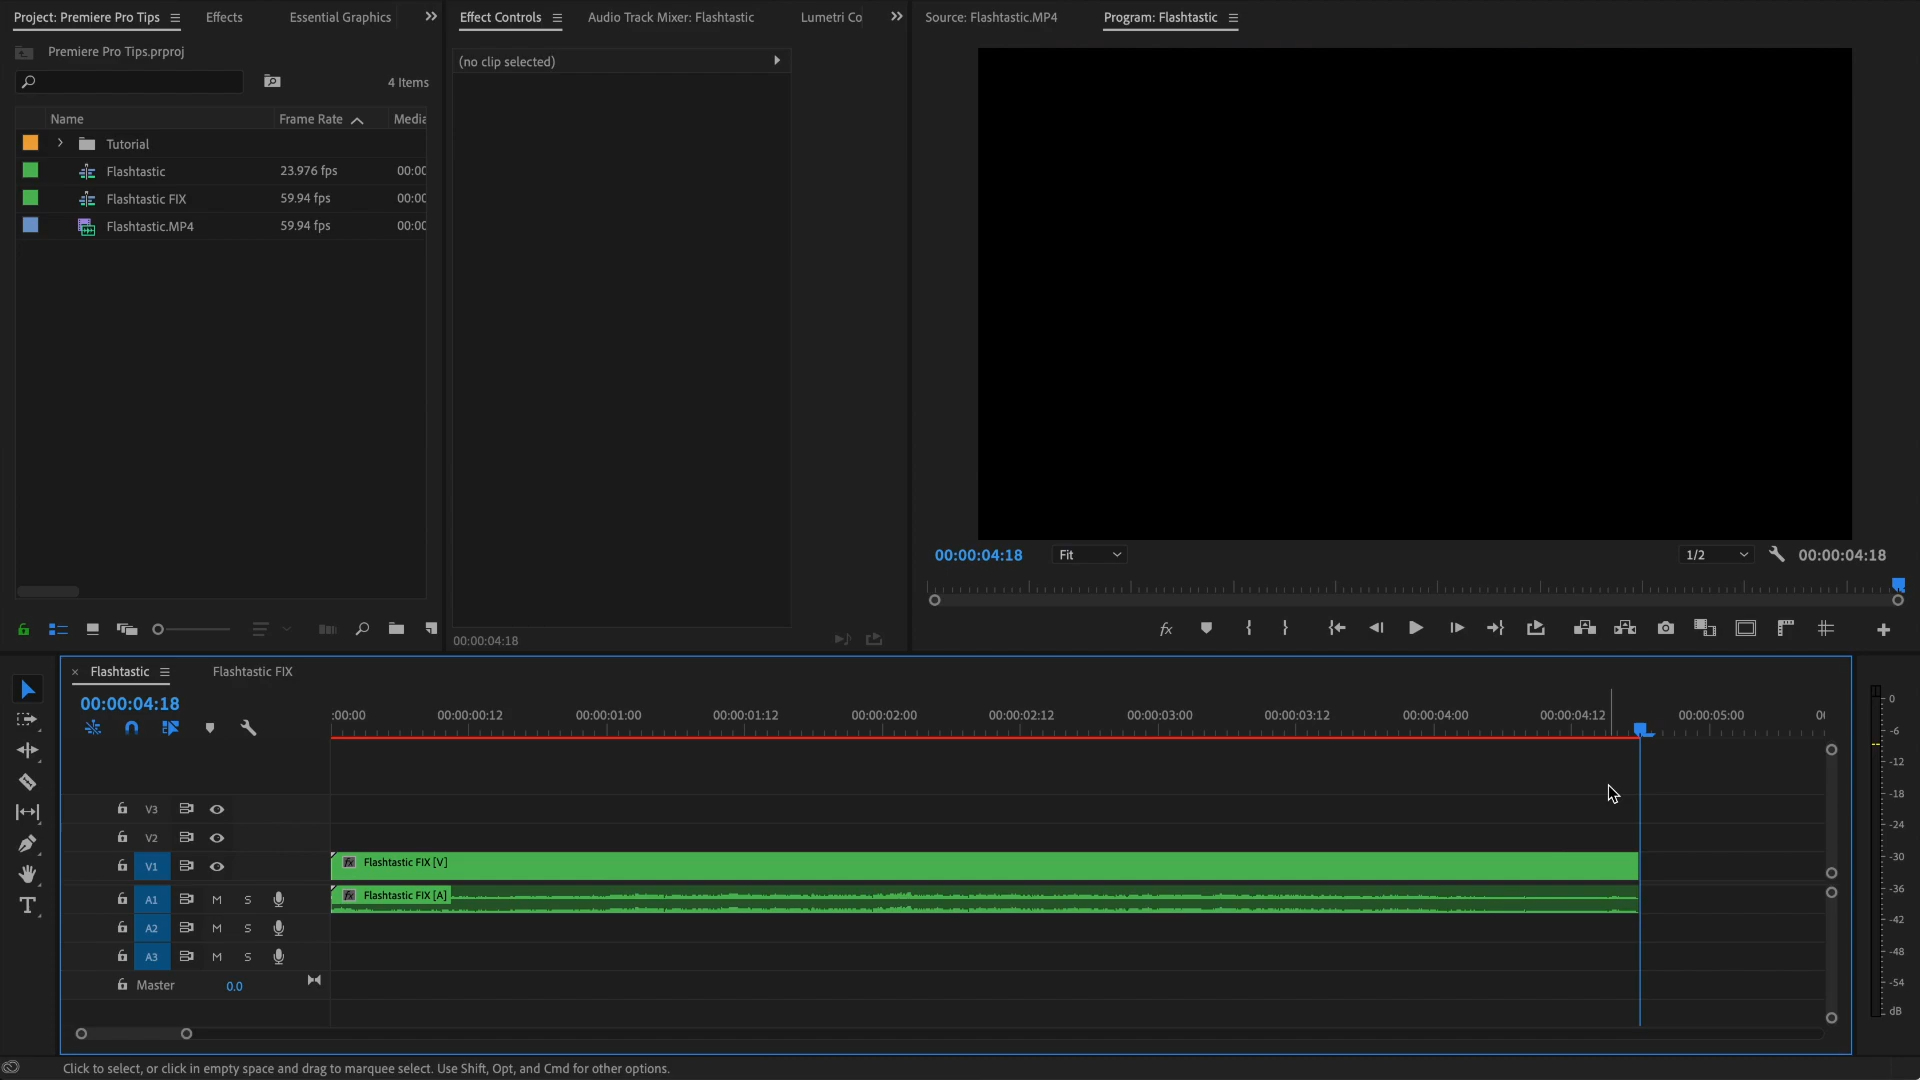 Project: Premiere Pro Tips
Effects
Essential Graphics
Effect Controls
Audio Track Mixer: Flashtastic
Lumetri Co
Source: Flashtastic.MP4
Program: Flashtastic
Premiere Pro Tips.prproj
4 Items
(no clip selected)
Name
Frame Rate
Media
Tutorial
Flashtastic
23.976 fps
00:00
Flashtastic FIX
59.94 fps
00:00
Flashtastic.MP4
59.94 fps
00:00
00:00:04:18
00:00:04:18
Fit
1/2
00:00:04:18
Flashtastic
Flashtastic FIX
00:00:04:18
:00:00
00:00:00:12
00:00:01:00
00:00:01:12
00:00:02:00
00:00:02:12
00:00:03:00
00:00:03:12
00:00:04:00
00:00:04:12
00:00:05:00
V3
V2
V1
fx Flashtastic FIX [V]
A1
M
S
fx Flashtastic FIX [A]
A2
M
S
A3
M
S
Master
0.0
0
-6
-12
-18
-24
-30
-36
-42
-48
-54
dB
Click to select, or click in empty space and drag to marquee select. Use Shift, Opt, and Cmd for other options.